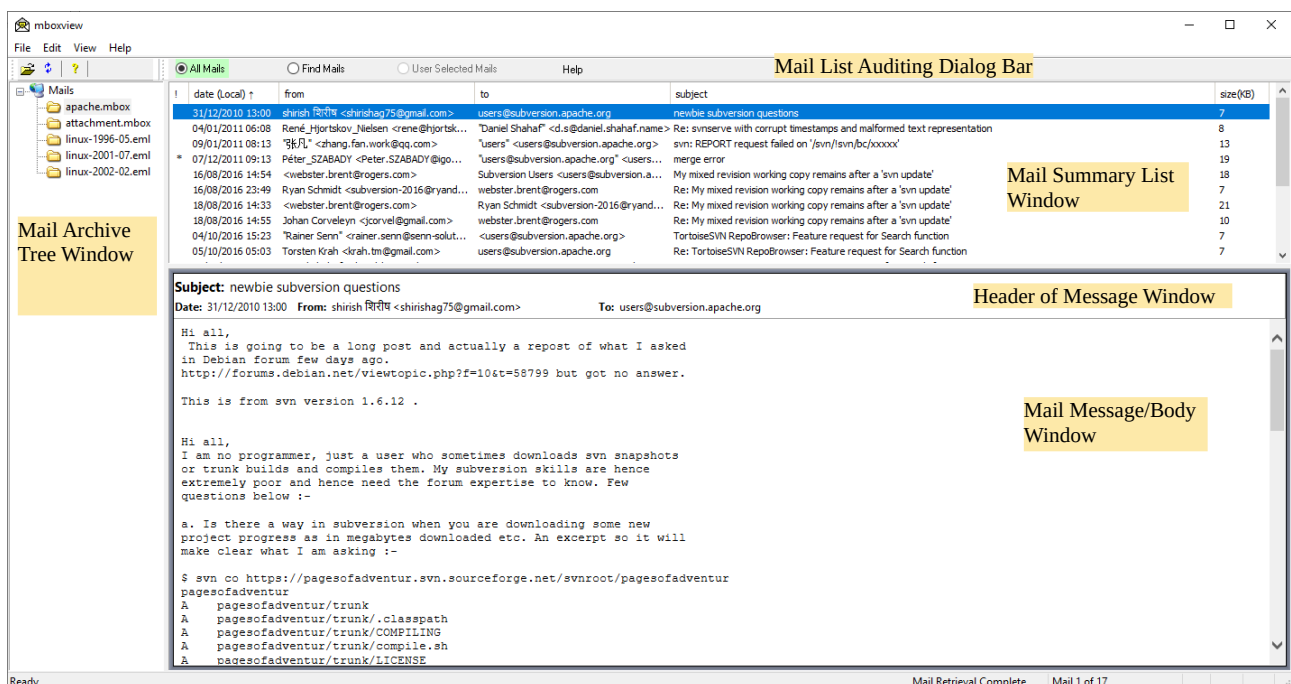 mboxview
File Edit View Help
All Mails Find Mails User Selected Mails Help Mail List Auditing Dialog Bar
Mails
apache.mbox
attachment.mbox
linux-1996-05.eml
linux-2001-07.eml
linux-2002-02.eml
Mail Archive
Tree Window
! date (Local) ↑ from to subject size(KB)
31/12/2010 13:00 shirish शिरीष <shirishag75@gmail.com> users@subversion.apache.org newbie subversion questions 7
04/01/2011 06:08 René_Hjortskov_Nielsen <rene@hjortsk... "Daniel Shahaf" <d.s@daniel.shahaf.name> Re: svnserve with corrupt timestamps and malformed text representation 8
09/01/2011 08:13 "张凡" <zhang.fan.work@qq.com> "users" <users@subversion.apache.org> svn: REPORT request failed on '/svn/!svn/bc/xxxxx' 13
* 07/12/2011 09:13 Péter_SZABADY <Peter.SZABADY@igo... "users@subversion.apache.org" <users... merge error 19
16/08/2016 14:54 <webster.brent@rogers.com> Subversion Users <users@subversion.a... My mixed revision working copy remains after a 'svn update' 18
16/08/2016 23:49 Ryan Schmidt <subversion-2016@ryand... webster.brent@rogers.com Re: My mixed revision working copy remains after a 'svn update' 7
18/08/2016 14:33 <webster.brent@rogers.com> Ryan Schmidt <subversion-2016@ryand... Re: My mixed revision working copy remains after a 'svn update' 21
18/08/2016 14:55 Johan Corveleyn <jcorvel@gmail.com> webster.brent@rogers.com Re: My mixed revision working copy remains after a 'svn update' 10
04/10/2016 15:23 "Rainer Senn" <rainer.senn@senn-solut... <users@subversion.apache.org> TortoiseSVN RepoBrowser: Feature request for Search function 7
05/10/2016 05:03 Torsten Krah <krah.tm@gmail.com> users@subversion.apache.org Re: TortoiseSVN RepoBrowser: Feature request for Search function 7
Mail Summary List
Window
Subject: newbie subversion questions
Date: 31/12/2010 13:00 From: shirish शिरीष <shirishag75@gmail.com> To: users@subversion.apache.org
Header of Message Window
Hi all,
This is going to be a long post and actually a repost of what I asked
in Debian forum few days ago.
http://forums.debian.net/viewtopic.php?f=10&t=58799 but got no answer.
This is from svn version 1.6.12 .
Mail Message/Body
Window
Hi all,
I am no programmer, just a user who sometimes downloads svn snapshots
or trunk builds and compiles them. My subversion skills are hence
extremely poor and hence need the forum expertise to know. Few
questions below :-
a. Is there a way in subversion when you are downloading some new
project progress as in megabytes downloaded etc. An excerpt so it will
make clear what I am asking :-
$ svn co https://pagesofadventur.svn.sourceforge.net/svnroot/pagesofadventur
pagesofadventur
A pagesofadventur/trunk
A pagesofadventur/trunk/.classpath
A pagesofadventur/trunk/COMPILING
A pagesofadventur/trunk/compile.sh
A pagesofadventur/trunk/LICENSE
Ready Mail Retrieval Complete Mail 1 of 17